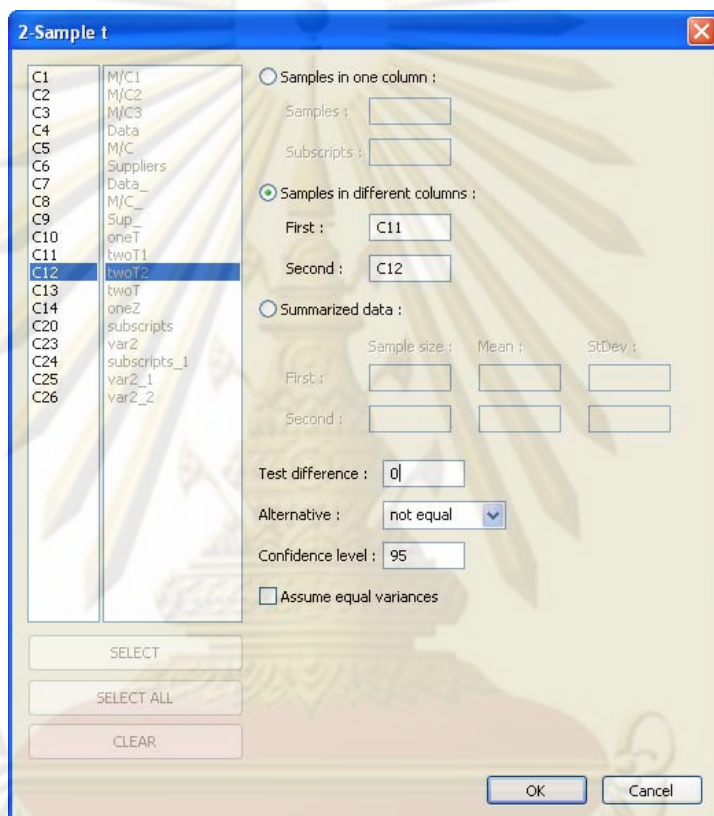 2-Sample t
C1 M/C1
C2 M/C2
C3 M/C3
C4 Data
C5 M/C
C6 Suppliers
C7 Data_
C8 M/C_
C9 Sup_
C10 oneT
C11 twoT1
C12 twoT2
C13 twoT
C14 oneZ
C20 subscripts
C23 var2
C24 subscripts_1
C25 var2_1
C26 var2_2
SELECT
SELECT ALL
CLEAR
Samples in one column :
Samples :
Subscripts :
Samples in different columns :
First : C11
Second : C12
Summarized data :
Sample size : Mean : StDev :
First :
Second :
Test difference : 0
Alternative : not equal
Confidence level : 95
Assume equal variances
OK Cancel